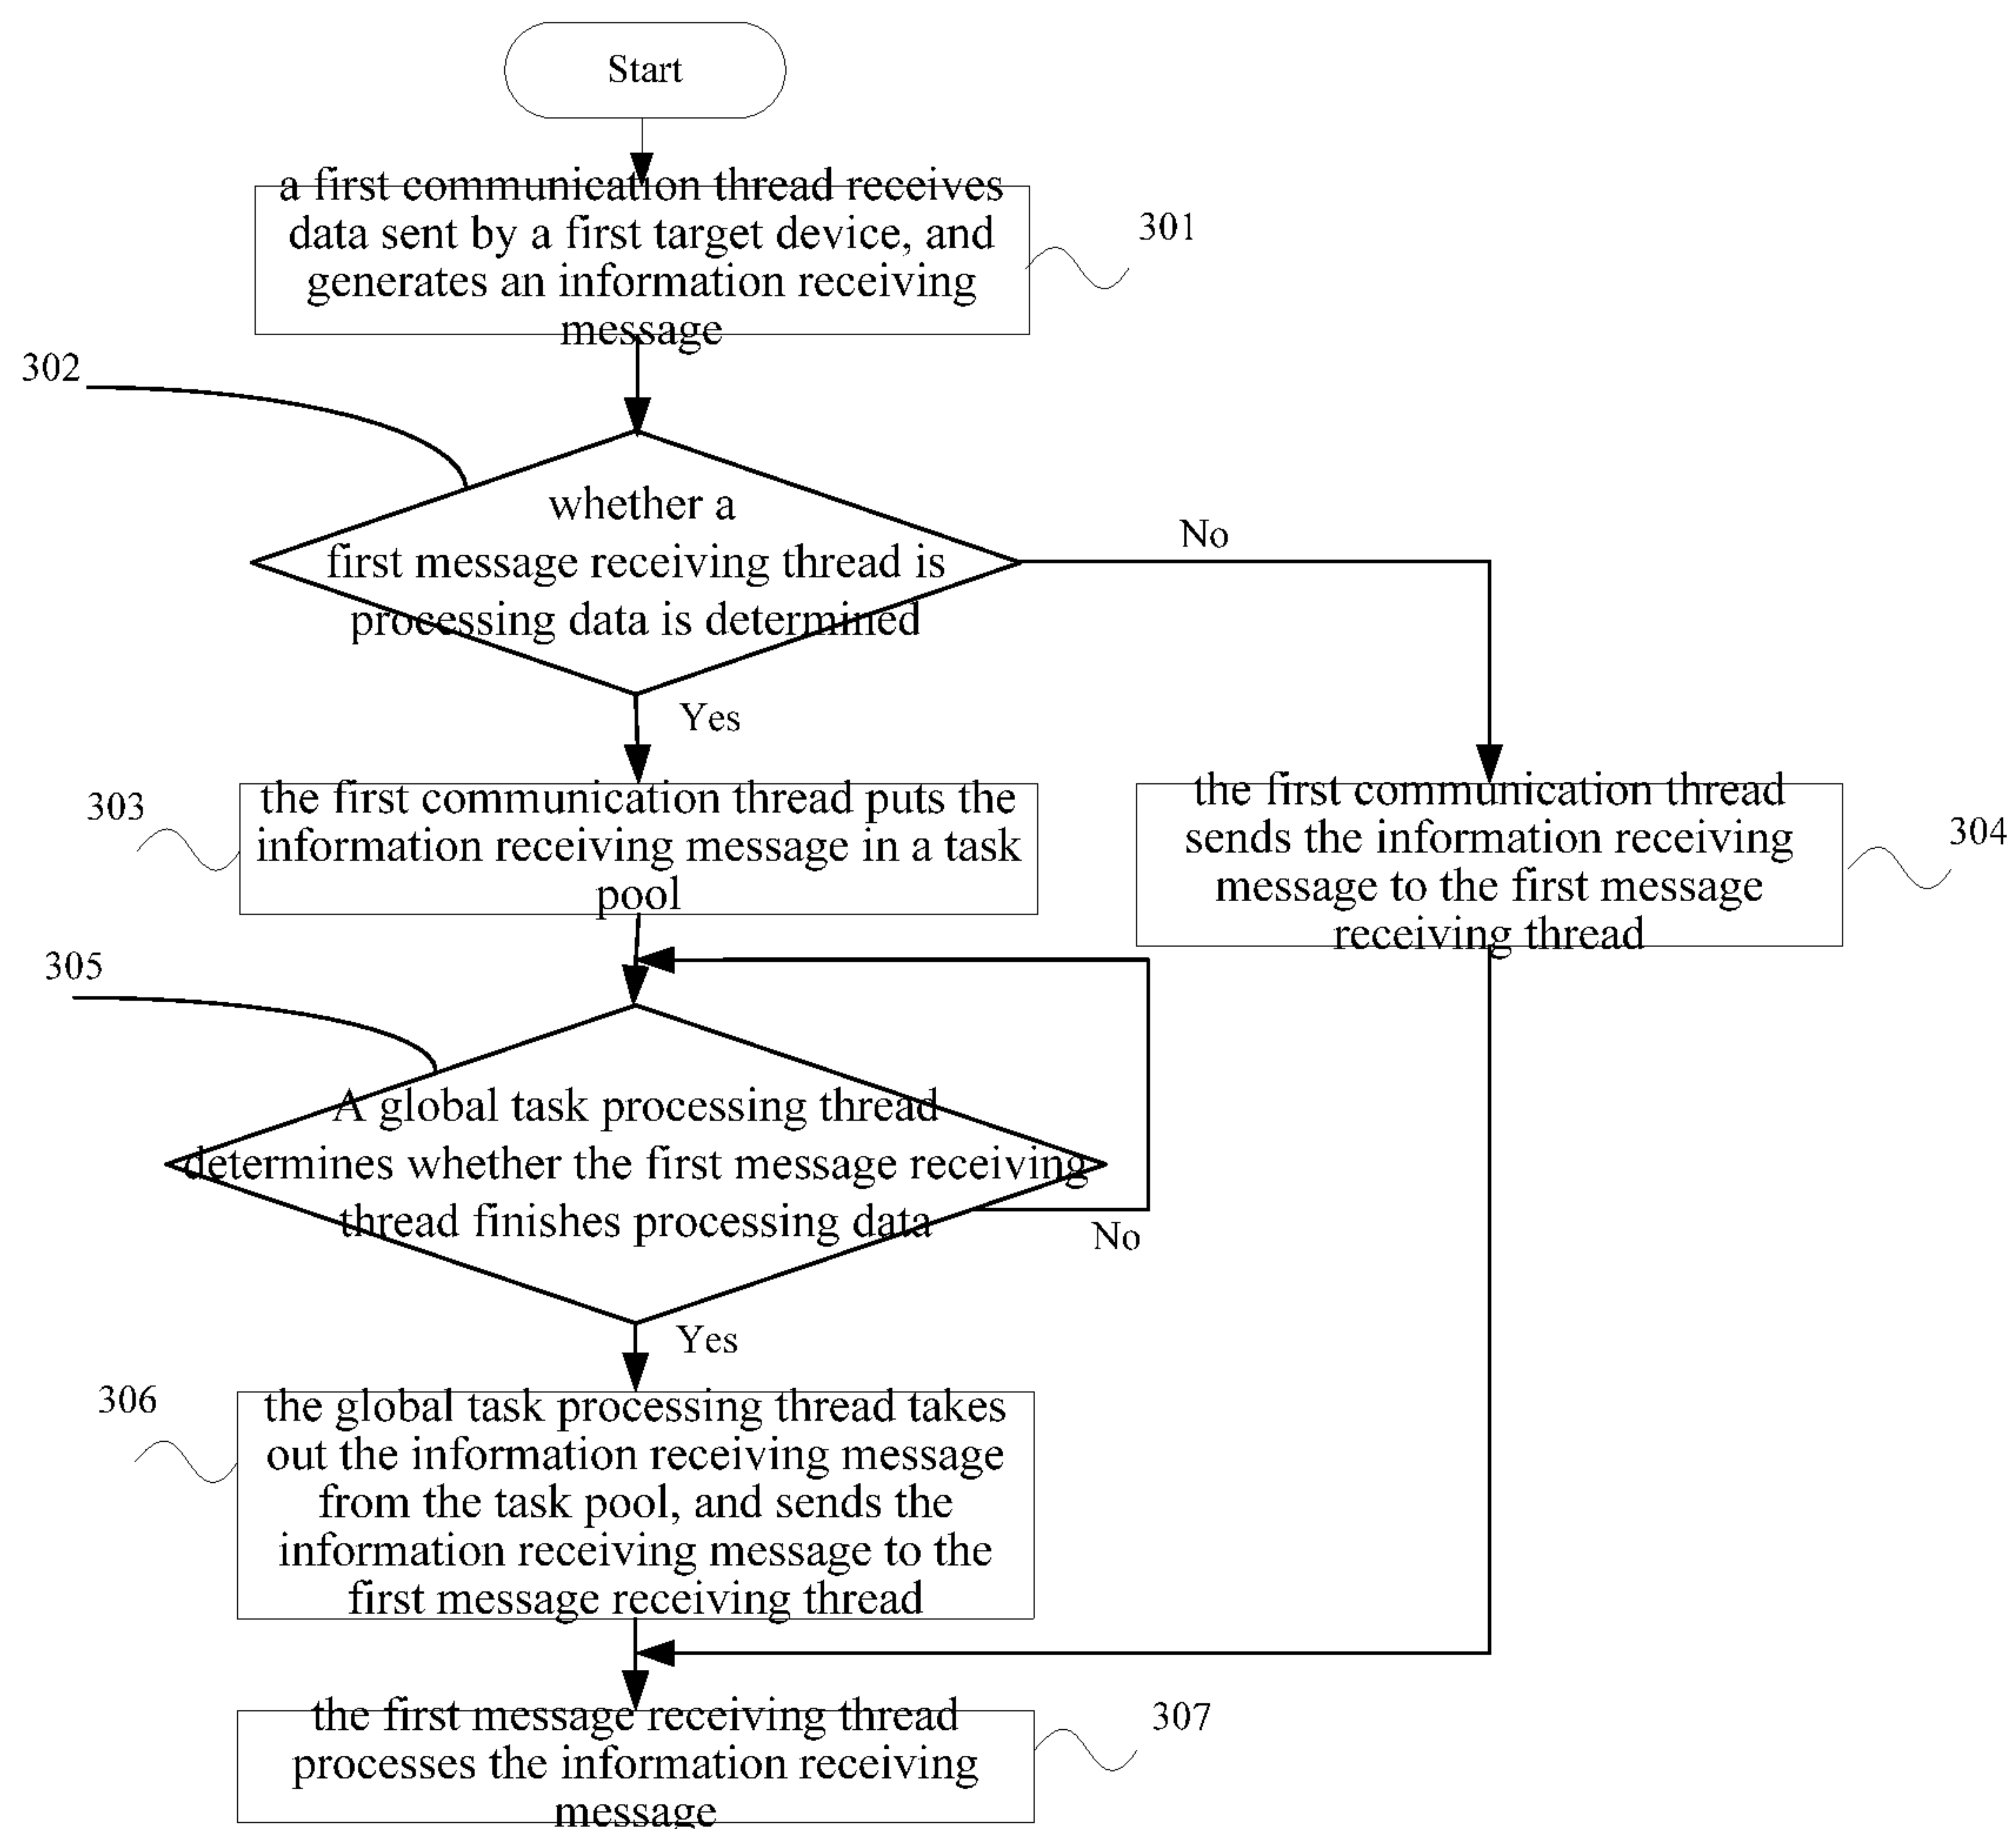 Start
a first communication thread receives
data sent by a first target device, and
generates an information receiving
message
301
302
whether a
first message receiving thread is
processing data is determined
No
Yes
303
the first communication thread puts the
information receiving message in a task
pool
the first communication thread
sends the information receiving
message to the first message
receiving thread
304
305
A global task processing thread
determines whether the first message receiving
thread finishes processing data
No
Yes
306
the global task processing thread takes
out the information receiving message
from the task pool, and sends the
information receiving message to the
first message receiving thread
the first message receiving thread
processes the information receiving
message
307